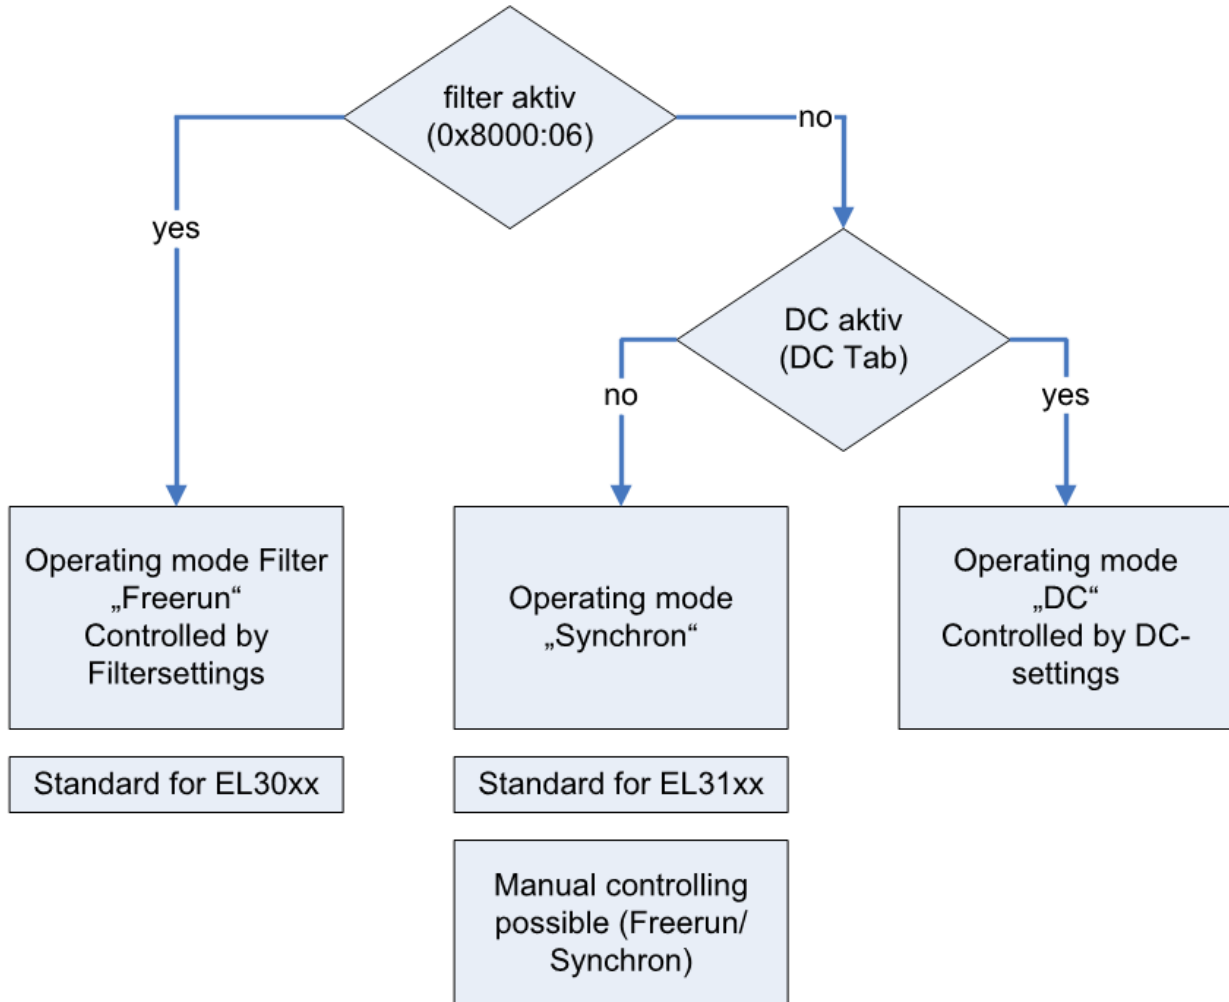 filter aktiv
(0x8000:06)
no
yes
DC aktiv
(DC Tab)
no
yes
Operating mode Filter
„Freerun“
Controlled by
Filtersettings
Operating mode
„Synchron“
Operating mode
„DC“
Controlled by DC-
settings
Standard for EL30xx
Standard for EL31xx
Manual controlling
possible (Freerun/
Synchron)